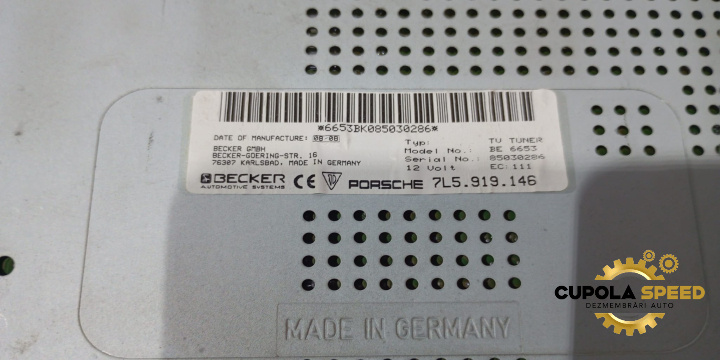 *6653BK085030286*
DATE OF MANUFACTURE: 08-06
BECKER GMBH
BECKER-GOERING-STR. 16
76307 KARLSBAD, MADE IN GERMANY
Typ: TV TUNER
Model No.: BE 6653
Serial No.: 85030286
12 Volt EC: 111
BECKER
AUTOMOTIVE SYSTEMS
CE
PORSCHE 7L5.919.146
MADE IN GERMANY
CUPOLA SPEED
DEZMEMBRĂRI AUTO